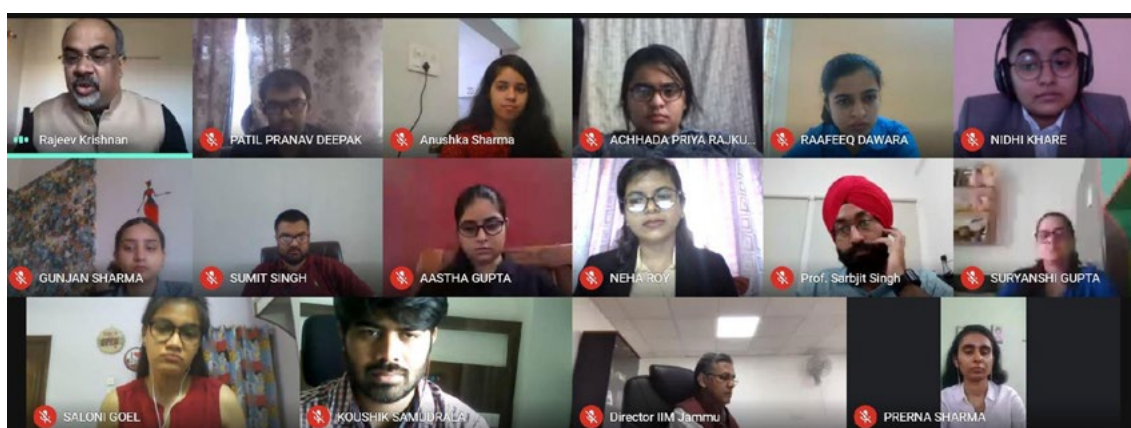 Rajeev Krishnan
PATIL PRANAV DEEPAK
Anushka Sharma
ACHHADA PRIYA RAJKU...
RAAFEEQ DAWARA
NIDHI KHARE
GUNJAN SHARMA
SUMIT SINGH
AASTHA GUPTA
NEHA ROY
Prof. Sarbjit Singh
SURYANSHI GUPTA
SALONI GOEL
KOUSHIK SAMUDRALA
Director IIM Jammu
PRERNA SHARMA